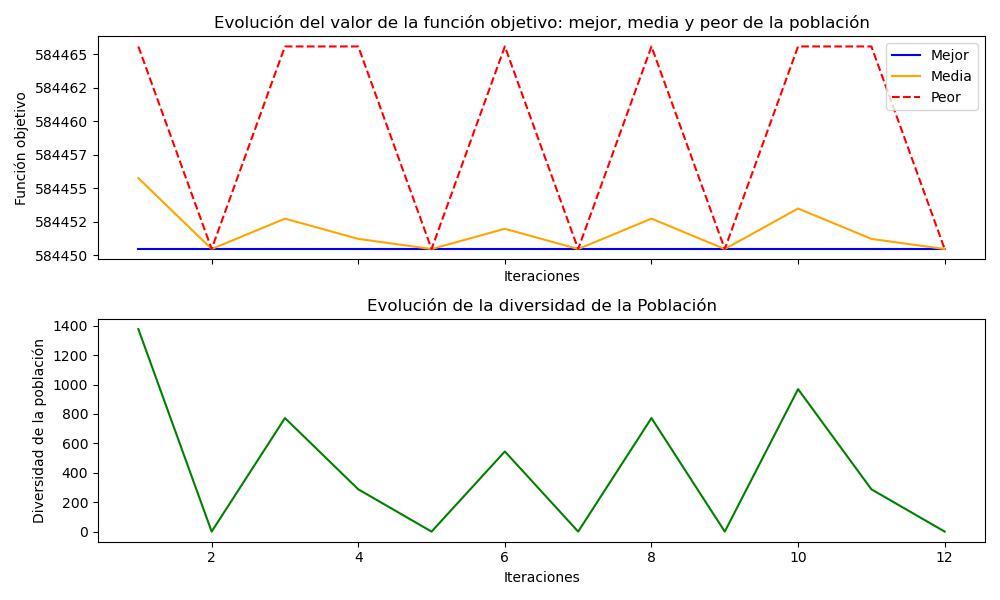 Evolución del valor de la función objetivo: mejor, media y peor de la población
Función objetivo
584465
584462
584460
584457
584455
584452
584450
Mejor
Media
Peor
Iteraciones
Evolución de la diversidad de la Población
Diversidad de la población
1400
1200
1000
800
600
400
200
0
2 4 6 8 10 12
Iteraciones